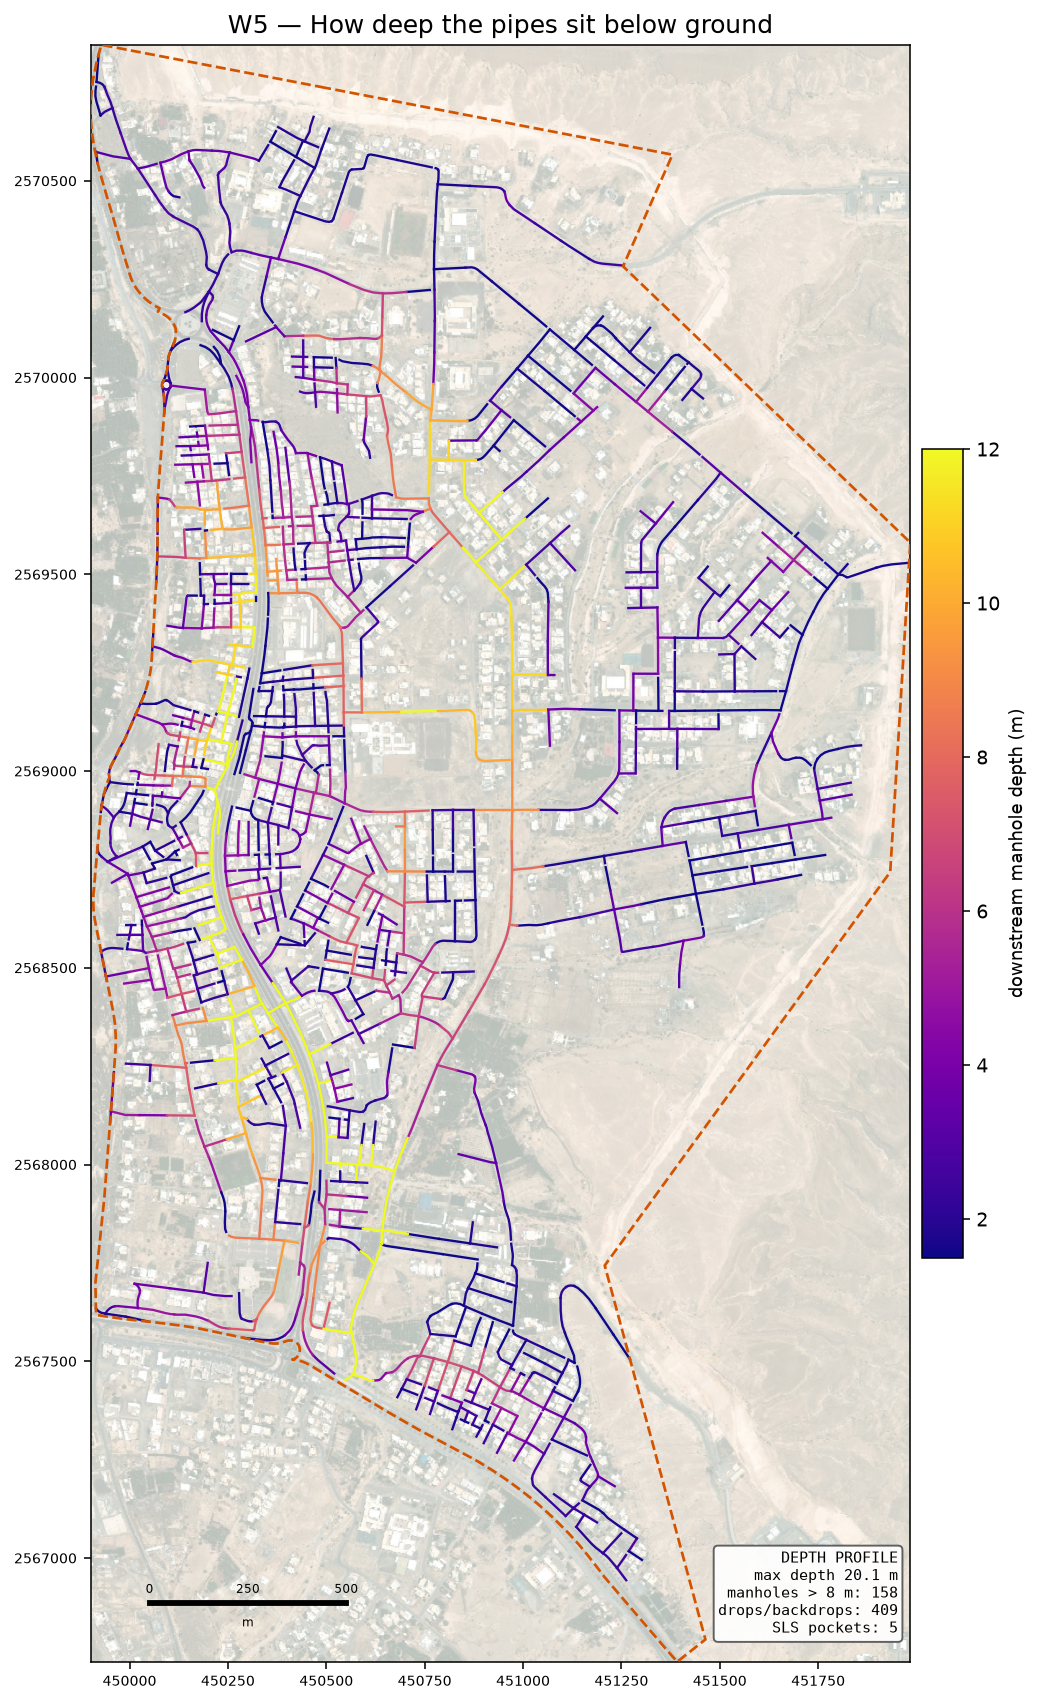 W5 — How deep the pipes sit below ground
2570500
2570000
2569500
2569000
2568500
2568000
2567500
2567000
12
10
8
6
4
2
downstream manhole depth (m)
DEPTH PROFILE
max depth 20.1 m
manholes > 8 m: 158
drops/backdrops: 409
SLS pockets: 5
0 250 500
m
450000 450250 450500 450750 451000 451250 451500 451750